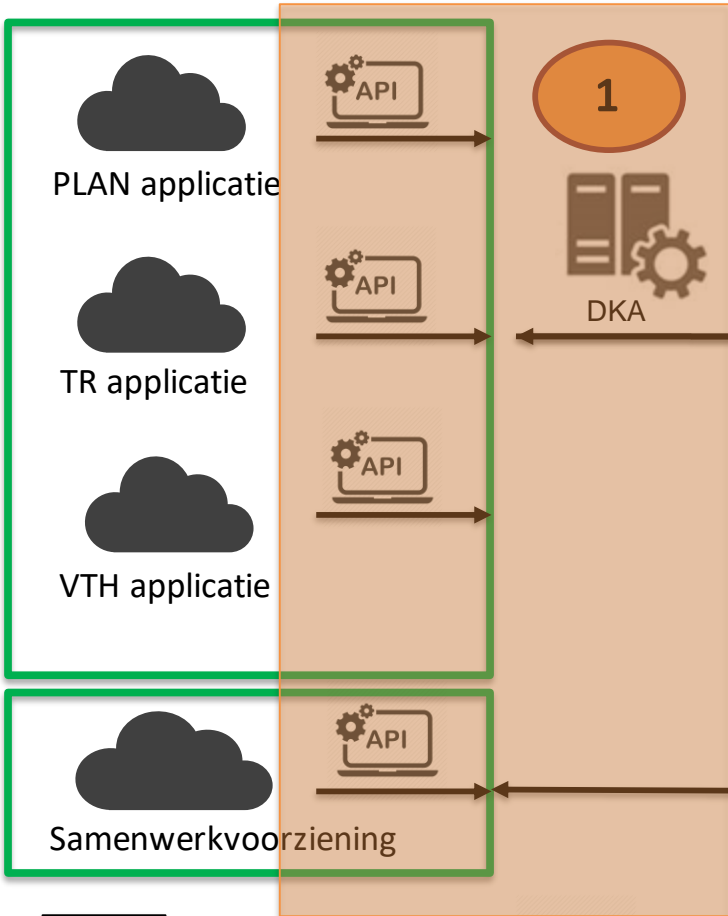 API
1
PLAN applicatie
API
DKA
TR applicatie
API
VTH applicatie
API
Samenwerkvoorziening